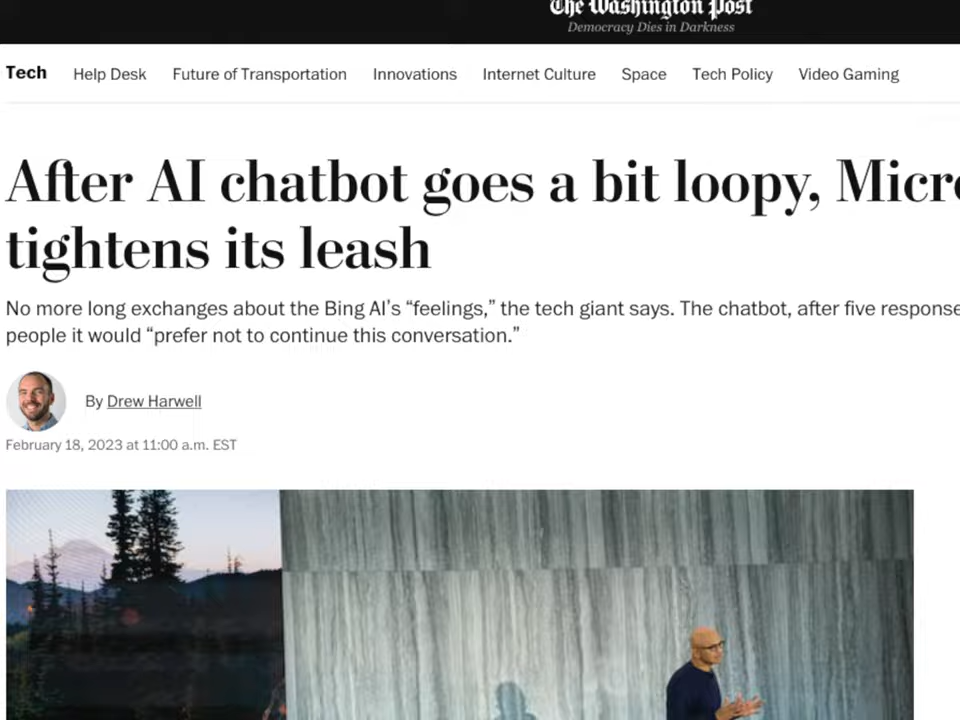 The Washington Post
Democracy Dies in Darkness
Tech Help Desk Future of Transportation Innovations Internet Culture Space Tech Policy Video Gaming
After AI chatbot goes a bit loopy, Micro
tightens its leash
No more long exchanges about the Bing AI's “feelings,” the tech giant says. The chatbot, after five response
people it would “prefer not to continue this conversation.”
By Drew Harwell
February 18, 2023 at 11:00 a.m. EST